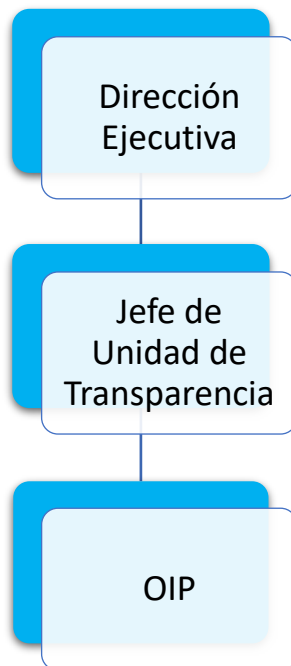 Dirección
Ejecutiva
Jefe de
Unidad de
Transparencia
OIP